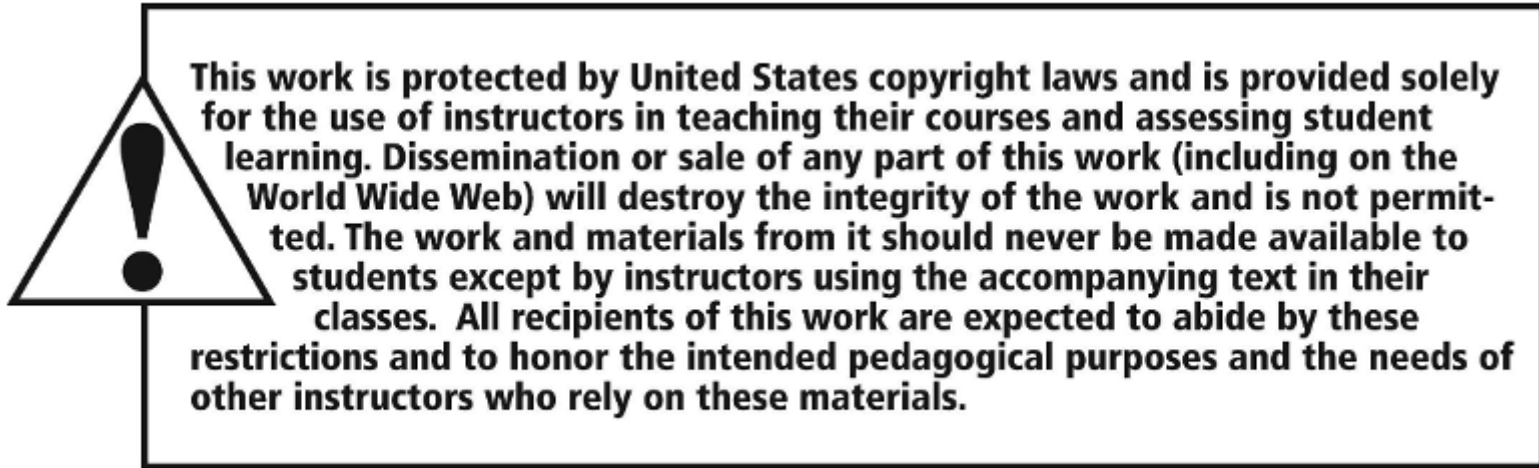 This work is protected by United States copyright laws and is provided solely
for the use of instructors in teaching their courses and assessing student
learning. Dissemination or sale of any part of this work (including on the
World Wide Web) will destroy the integrity of the work and is not permit-
ted. The work and materials from it should never be made available to
students except by instructors using the accompanying text in their
classes.  All recipients of this work are expected to abide by these
restrictions and to honor the intended pedagogical purposes and the needs of
other instructors who rely on these materials.